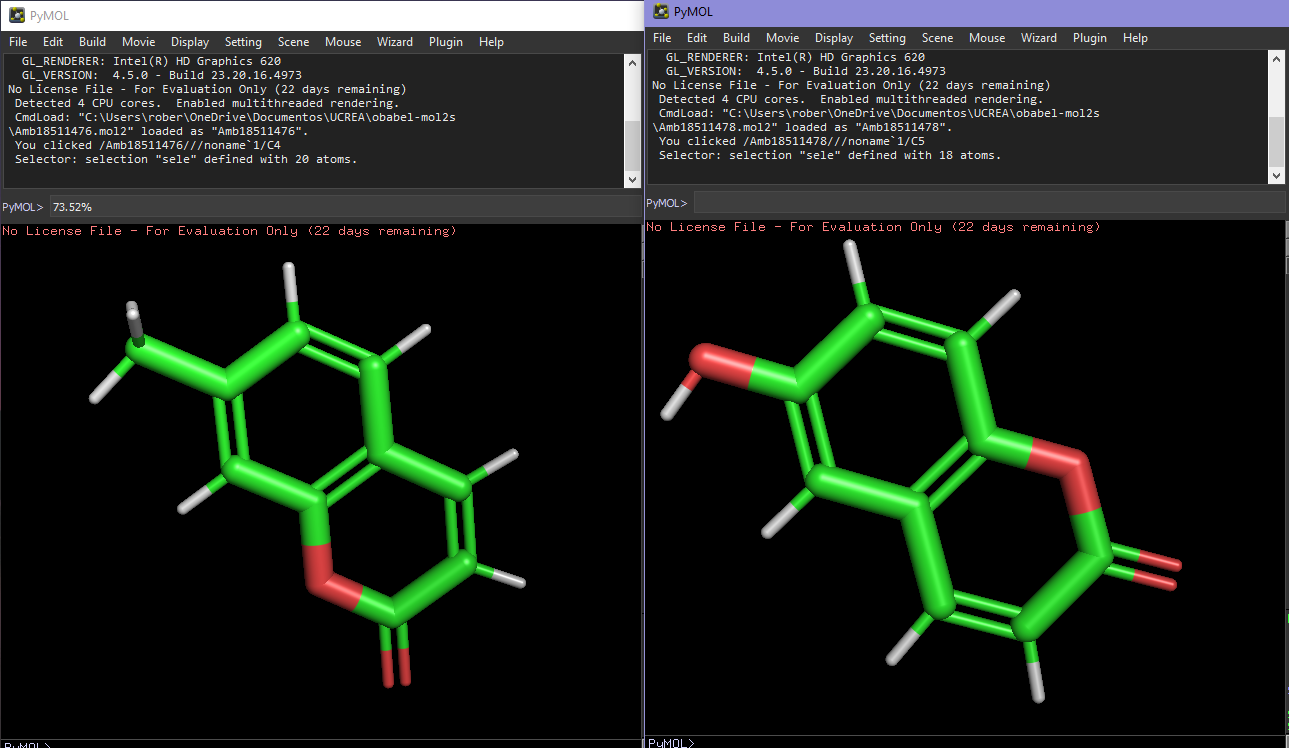 PyMOL
File Edit Build Movie Display Setting Scene Mouse Wizard Plugin Help
GL_RENDERER: Intel(R) HD Graphics 620
GL_VERSION:  4.5.0 - Build 23.20.16.4973
No License File - For Evaluation Only (22 days remaining)
Detected 4 CPU cores.  Enabled multithreaded rendering.
CmdLoad: "C:\Users\rober\OneDrive\Documentos\UCREA\obabel-mol2s
\Amb18511476.mol2" loaded as "Amb18511476".
You clicked /Amb18511476///noname`1/C4
Selector: selection "sele" defined with 20 atoms.
PyMOL> 73.52%
No License File - For Evaluation Only (22 days remaining)
PyMOL>
PyMOL
File Edit Build Movie Display Setting Scene Mouse Wizard Plugin Help
GL_RENDERER: Intel(R) HD Graphics 620
GL_VERSION:  4.5.0 - Build 23.20.16.4973
No License File - For Evaluation Only (22 days remaining)
Detected 4 CPU cores.  Enabled multithreaded rendering.
CmdLoad: "C:\Users\rober\OneDrive\Documentos\UCREA\obabel-mol2s
\Amb18511478.mol2" loaded as "Amb18511478".
You clicked /Amb18511478///noname`1/C5
Selector: selection "sele" defined with 18 atoms.
PyMOL>
No License File - For Evaluation Only (22 days remaining)
PyMOL>